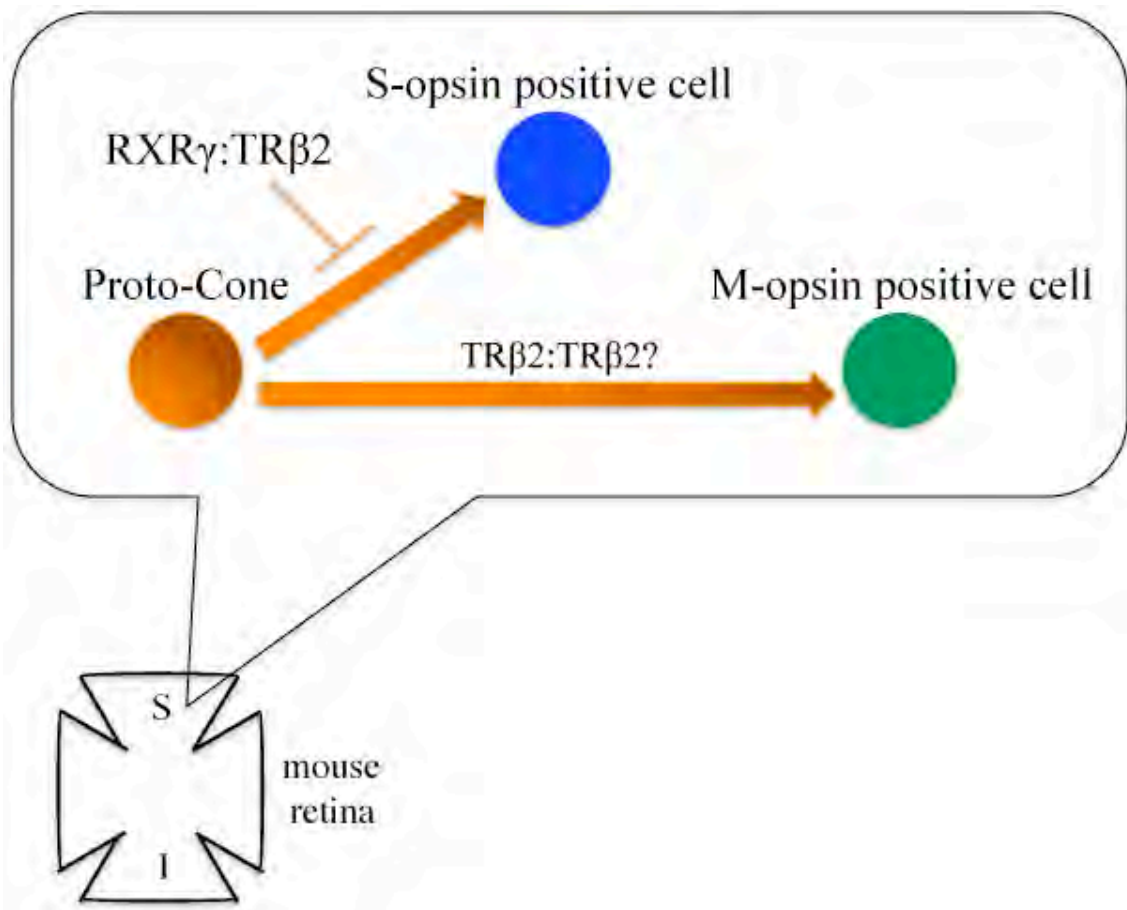 S-opsin positive cell
RXRγ:TRβ2
Proto-Cone
M-opsin positive cell
TRβ2:TRβ2?
S
mouse
retina
I